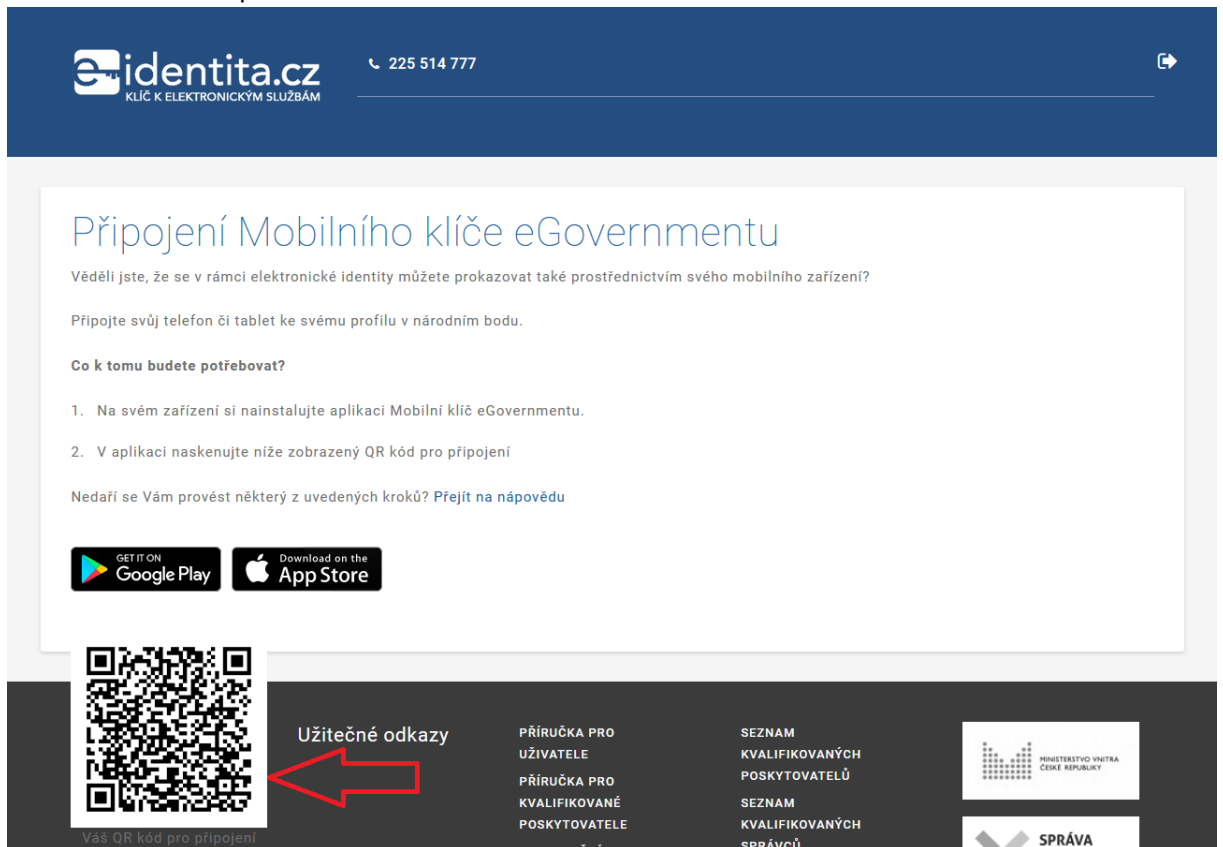 e-identita.cz
KLÍČ K ELEKTRONICKÝM SLUŽBÁM
225 514 777
Připojení Mobilního klíče eGovernmentu
Věděli jste, že se v rámci elektronické identity můžete prokazovat také prostřednictvím svého mobilního zařízení?
Připojte svůj telefon či tablet ke svému profilu v národním bodu.
Co k tomu budete potřebovat?
1. Na svém zařízení si nainstalujte aplikaci Mobilní klíč eGovernmentu.
2. V aplikaci naskenujte níže zobrazený QR kód pro připojení
Nedaří se Vám provést některý z uvedených kroků? Přejít na nápovědu
GET IT ON
Google Play
Download on the
App Store
Váš QR kód pro připojení
Užitečné odkazy
PŘÍRUČKA PRO
UŽIVATELE
PŘÍRUČKA PRO
KVALIFIKOVANÉ
POSKYTOVATELE
SEZNAM
KVALIFIKOVANÝCH
POSKYTOVATELŮ
SEZNAM
KVALIFIKOVANÝCH
SPRÁVCŮ
MINISTERSTVO VNITRA
ČESKÉ REPUBLIKY
SPRÁVA